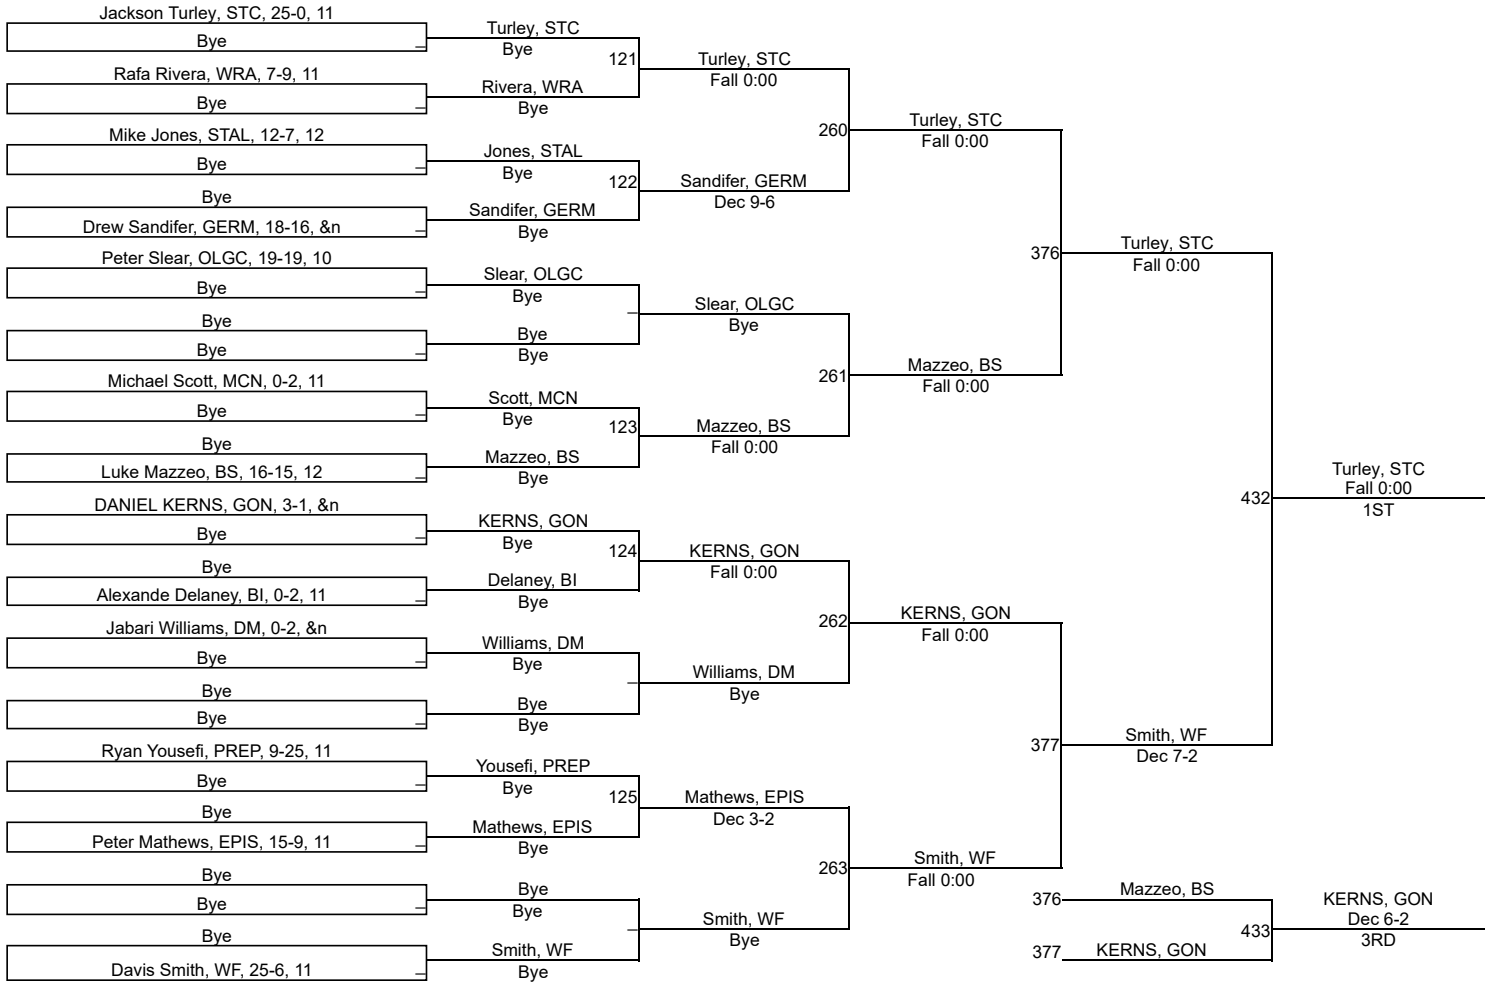 Jackson Turley, STC, 25-0, 11
Bye
_
Rafa Rivera, WRA, 7-9, 11
Bye
_
Mike Jones, STAL, 12-7, 12
Bye
_
Bye
Drew Sandifer, GERM, 18-16, &n
_
Peter Slear, OLGC, 19-19, 10
Bye
_
Bye
Bye
_
Michael Scott, MCN, 0-2, 11
Bye
_
Bye
Luke Mazzeo, BS, 16-15, 12
_
DANIEL KERNS, GON, 3-1, &n
Bye
_
Bye
Alexande Delaney, BI, 0-2, 11
_
Jabari Williams, DM, 0-2, &n
Bye
_
Bye
Bye
_
Ryan Yousefi, PREP, 9-25, 11
Bye
_
Bye
Peter Mathews, EPIS, 15-9, 11
_
Bye
Bye
_
Bye
Davis Smith, WF, 25-6, 11
_
Turley, STC
Bye
121
Rivera, WRA
Bye
Jones, STAL
Bye
122
Sandifer, GERM
Bye
Slear, OLGC
Bye
_
Bye
Bye
Scott, MCN
Bye
123
Mazzeo, BS
Bye
KERNS, GON
Bye
124
Delaney, BI
Bye
Williams, DM
Bye
_
Bye
Bye
Yousefi, PREP
Bye
125
Mathews, EPIS
Bye
Bye
Bye
_
Smith, WF
Bye
Turley, STC
Fall 0:00
260
Sandifer, GERM
Dec 9-6
Slear, OLGC
Bye
261
Mazzeo, BS
Fall 0:00
KERNS, GON
Fall 0:00
262
Williams, DM
Bye
Mathews, EPIS
Dec 3-2
263
Smith, WF
Bye
Turley, STC
Fall 0:00
376
Mazzeo, BS
Fall 0:00
KERNS, GON
Fall 0:00
377
Smith, WF
Fall 0:00
Turley, STC
Fall 0:00
432
Smith, WF
Dec 7-2
Turley, STC
Fall 0:00
1ST
376
Mazzeo, BS
433
377
KERNS, GON
KERNS, GON
Dec 6-2
3RD